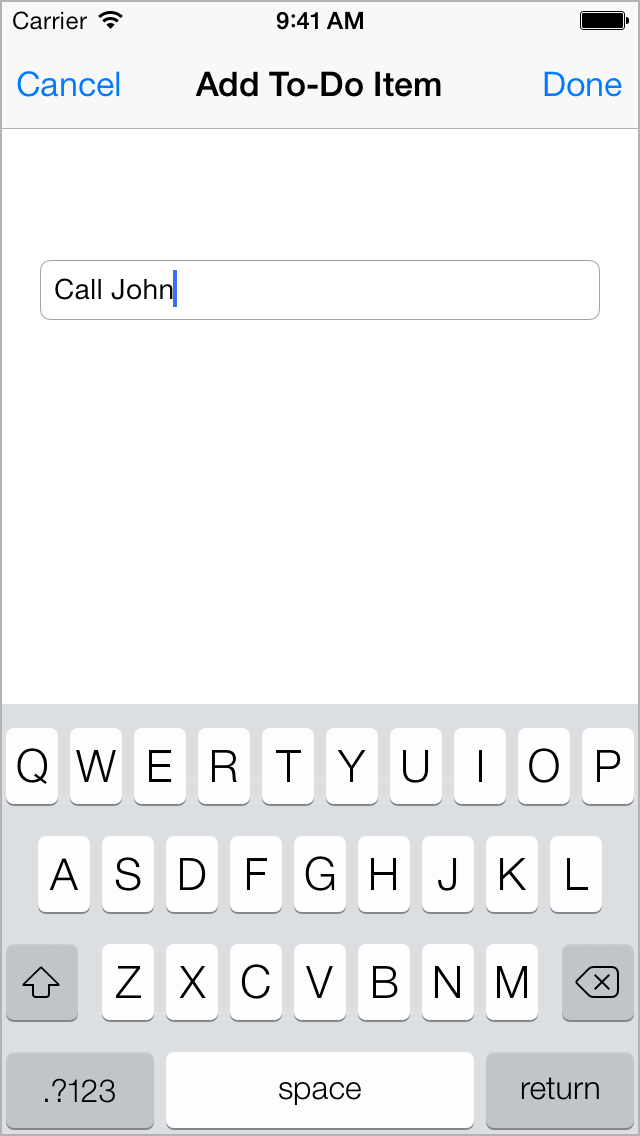 Carrier 9:41 AM
Cancel Add To-Do Item Done
Call John
Q W E R T Y U I O P
A S D F G H J K L
Z X C V B N M
.?123 space return